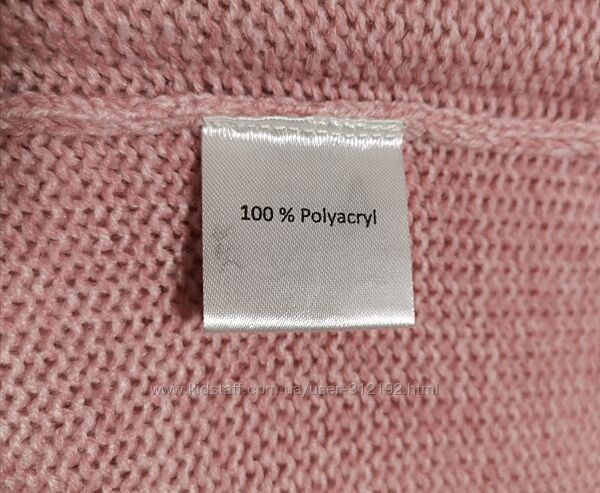 100 % Polyacryl
www.kidstaff.com.ua/user-312192.html